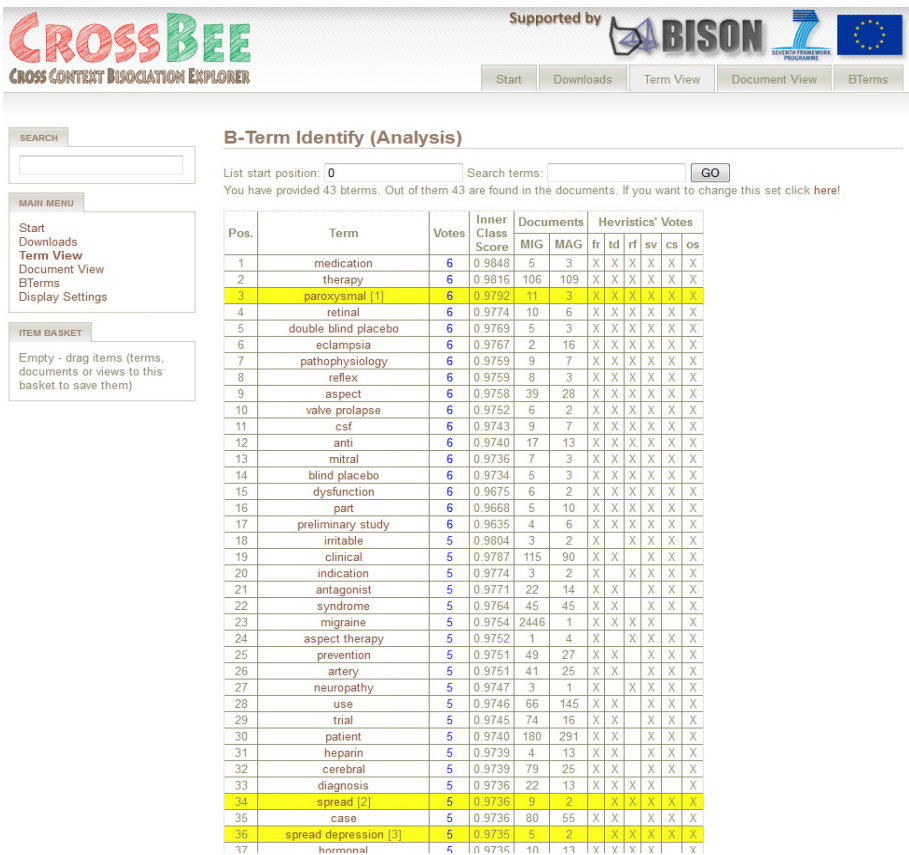 CROSSBEE
CROSS CONTEXT BISOCIATION EXPLORER
Supported by BISON
7
SEVENTH FRAMEWORK
PROGRAMME
Start Downloads Term View Document View BTerms
SEARCH
MAIN MENU
Start
Downloads
Term View
Document View
BTerms
Display Settings
ITEM BASKET
Empty - drag items (terms,
documents or views to this
basket to save them)
B-Term Identify (Analysis)
List start position: 0 Search terms: GO
You have provided 43 bterms. Out of them 43 are found in the documents. If you want to change this set click here!
Pos. Term Votes Inner Class Score Documents Hevristics' Votes
MIG MAG fr td rf sv cs os
1 medication 6 0.9848 5 3 X X X X X X
2 therapy 6 0.9816 106 109 X X X X X X
3 paroxysmal [1] 6 0.9792 11 3 X X X X X X
4 retinal 6 0.9774 10 6 X X X X X X
5 double blind placebo 6 0.9769 5 3 X X X X X X
6 eclampsia 6 0.9767 2 16 X X X X X X
7 pathophysiology 6 0.9759 9 7 X X X X X X
8 reflex 6 0.9759 8 3 X X X X X X
9 aspect 6 0.9758 39 28 X X X X X X
10 valve prolapse 6 0.9752 6 2 X X X X X X
11 csf 6 0.9743 9 7 X X X X X X
12 anti 6 0.9740 17 13 X X X X X X
13 mitral 6 0.9736 7 3 X X X X X X
14 blind placebo 6 0.9734 5 3 X X X X X X
15 dysfunction 6 0.9675 6 2 X X X X X X
16 part 6 0.9668 5 10 X X X X X X
17 preliminary study 6 0.9635 4 6 X X X X X X
18 irritable 5 0.9804 3 2 X X X X X
19 clinical 5 0.9787 115 90 X X X X X
20 indication 5 0.9774 3 2 X X X X X
21 antagonist 5 0.9771 22 14 X X X X X
22 syndrome 5 0.9764 45 45 X X X X X
23 migraine 5 0.9754 2446 1 X X X X X
24 aspect therapy 5 0.9752 1 4 X X X X X
25 prevention 5 0.9751 49 27 X X X X X
26 artery 5 0.9751 41 25 X X X X X
27 neuropathy 5 0.9747 3 1 X X X X X
28 use 5 0.9746 66 145 X X X X X
29 trial 5 0.9745 74 16 X X X X X
30 patient 5 0.9740 180 291 X X X X X
31 heparin 5 0.9739 4 13 X X X X X
32 cerebral 5 0.9739 79 25 X X X X X
33 diagnosis 5 0.9736 22 13 X X X X X
34 spread [2] 5 0.9736 9 2 X X X X X
35 case 5 0.9736 80 55 X X X X X
36 spread depression [3] 5 0.9735 5 2 X X X X X
37 hormonal 5 0.9735 10 13 X X X X X